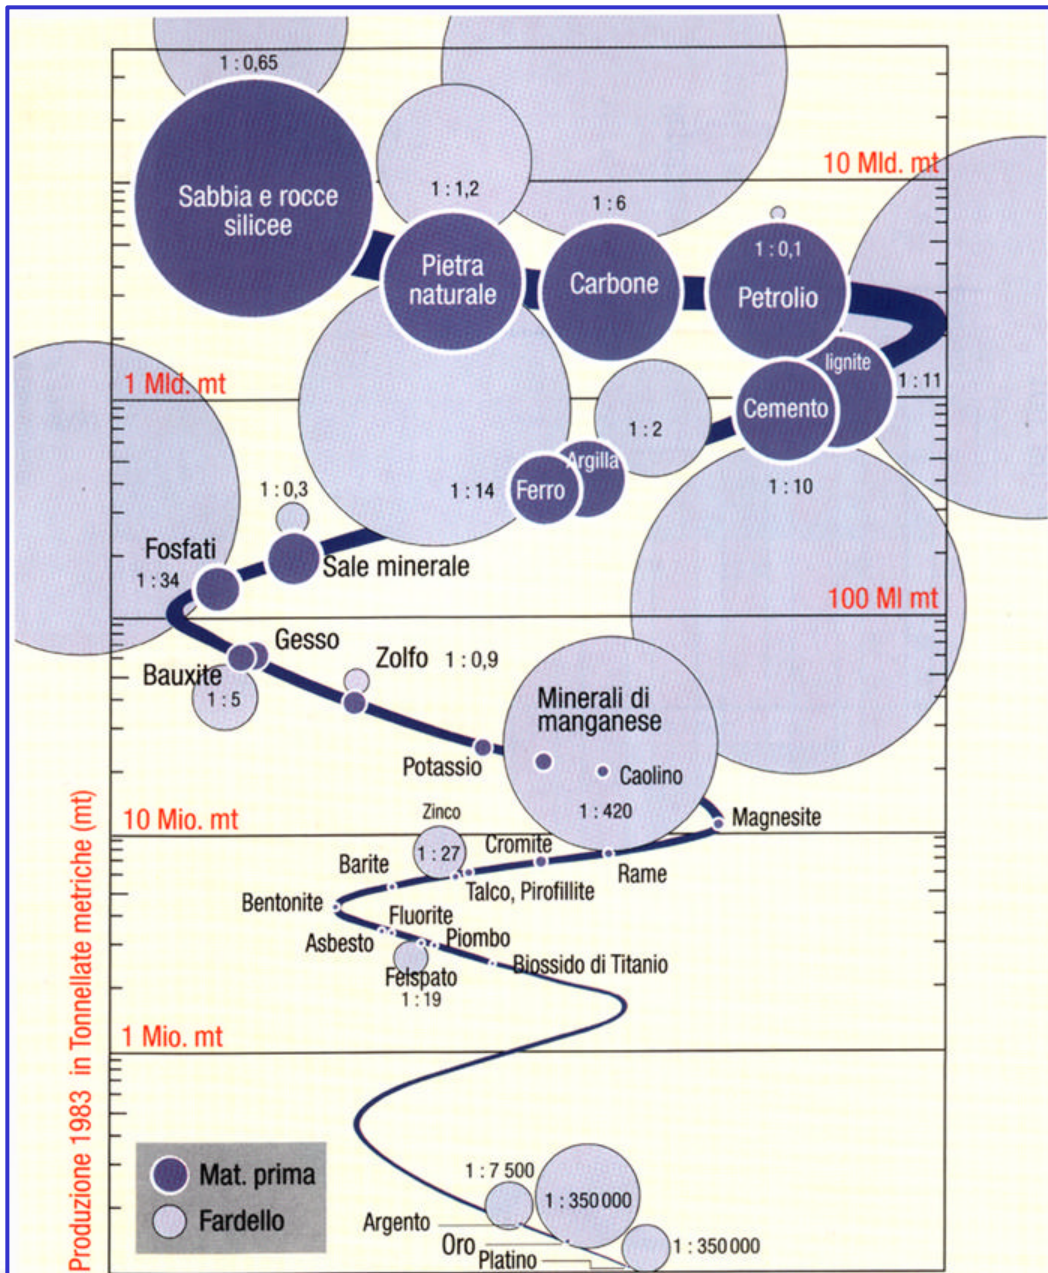 1 : 0,65
10 Mld. mt
Sabbia e rocce
silicee
1 : 1,2
1 : 6
1 : 0,1
Pietra
naturale
Carbone
Petrolio
lignite
1 : 11
1 Mld. mt
Cemento
1 : 2
Argilla
Ferro
1 : 14
1 : 10
1 : 0,3
Fosfati
1 : 34
Sale minerale
100 Ml mt
Gesso
Zolfo
1 : 0,9
Bauxite
1 : 5
Minerali di
manganese
Potassio
Caolino
1 : 420
Magnesite
10 Mio. mt
Zinco
1 : 27
Cromite
Rame
Barite
Talco, Pirofillite
Bentonite
Fluorite
Asbesto
Piombo
Felspato
Biossido di Titanio
1 : 19
1 Mio. mt
Produzione 1983 in Tonnellate metriche (mt)
Mat. prima
Fardello
1 : 7 500
1 : 350 000
Argento
Oro
Platino
1 : 350 000